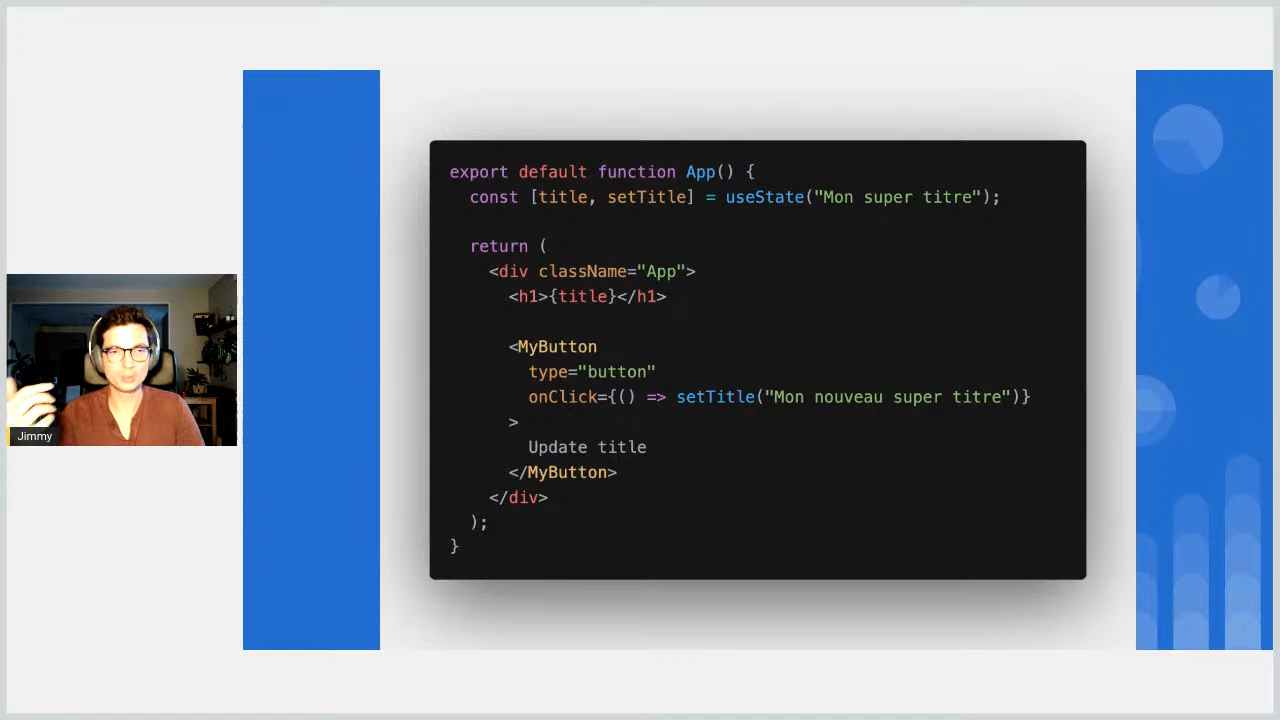 export default function App() {
const [title, setTitle] = useState("Mon super titre");
return (
<div className="App">
<h1>{title}</h1>
<MyButton
type="button"
onClick={() => setTitle("Mon nouveau super titre")}
>
Update title
</MyButton>
</div>
);
}
Jimmy